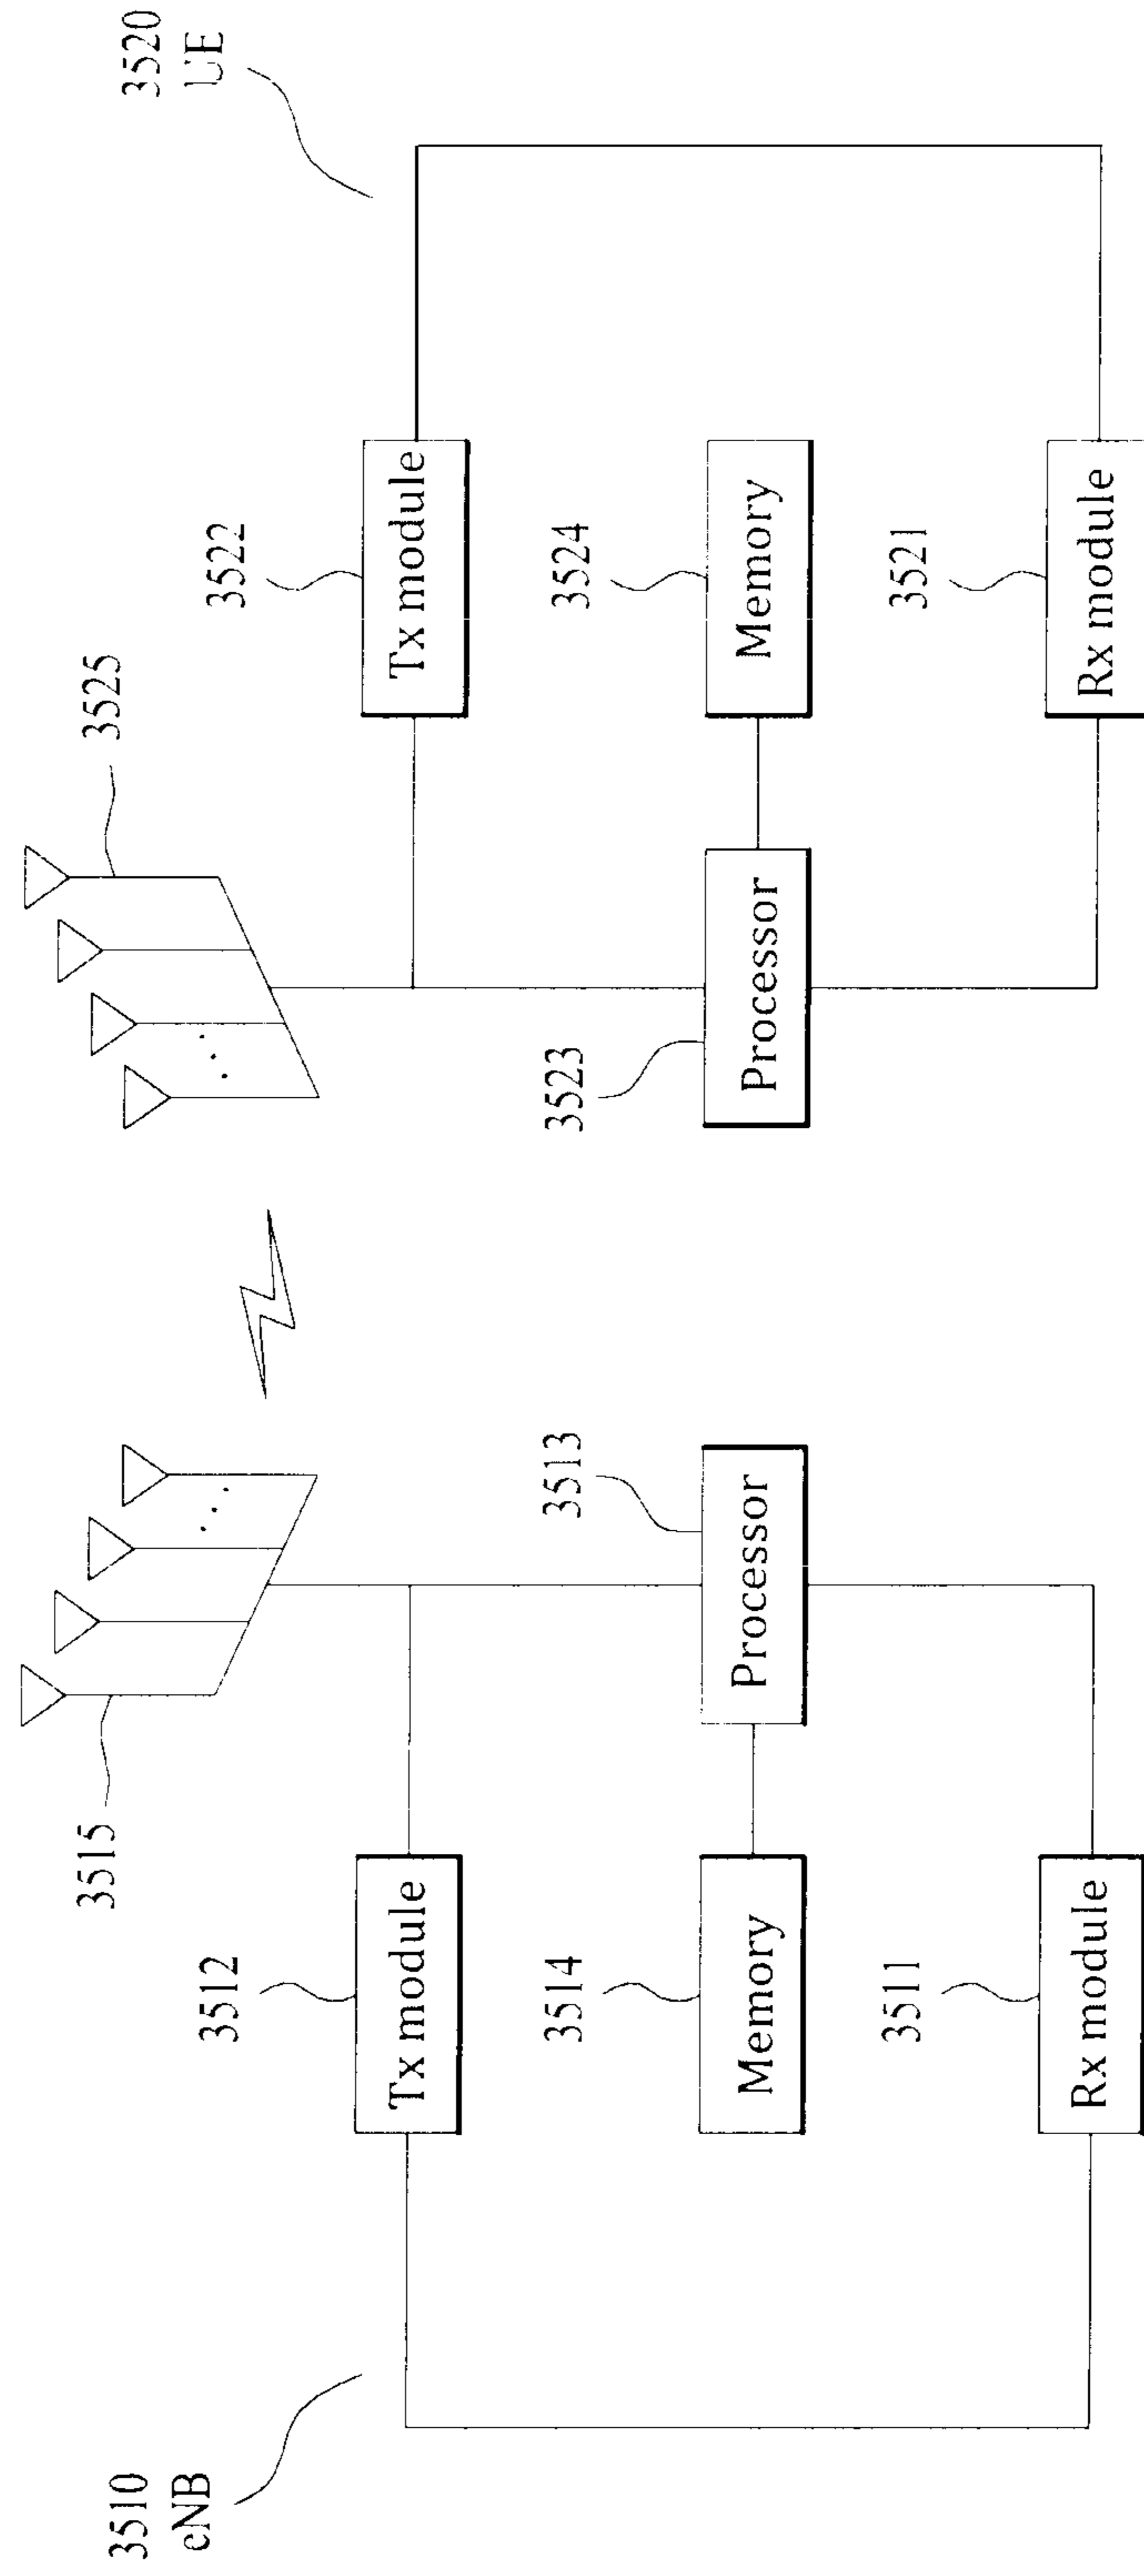 3510
eNB
3515
3512
Tx module
3514
Memory
3513
Processor
3511
Rx module
3520
UE
3525
3522
Tx module
3523
Processor
3524
Memory
3521
Rx module